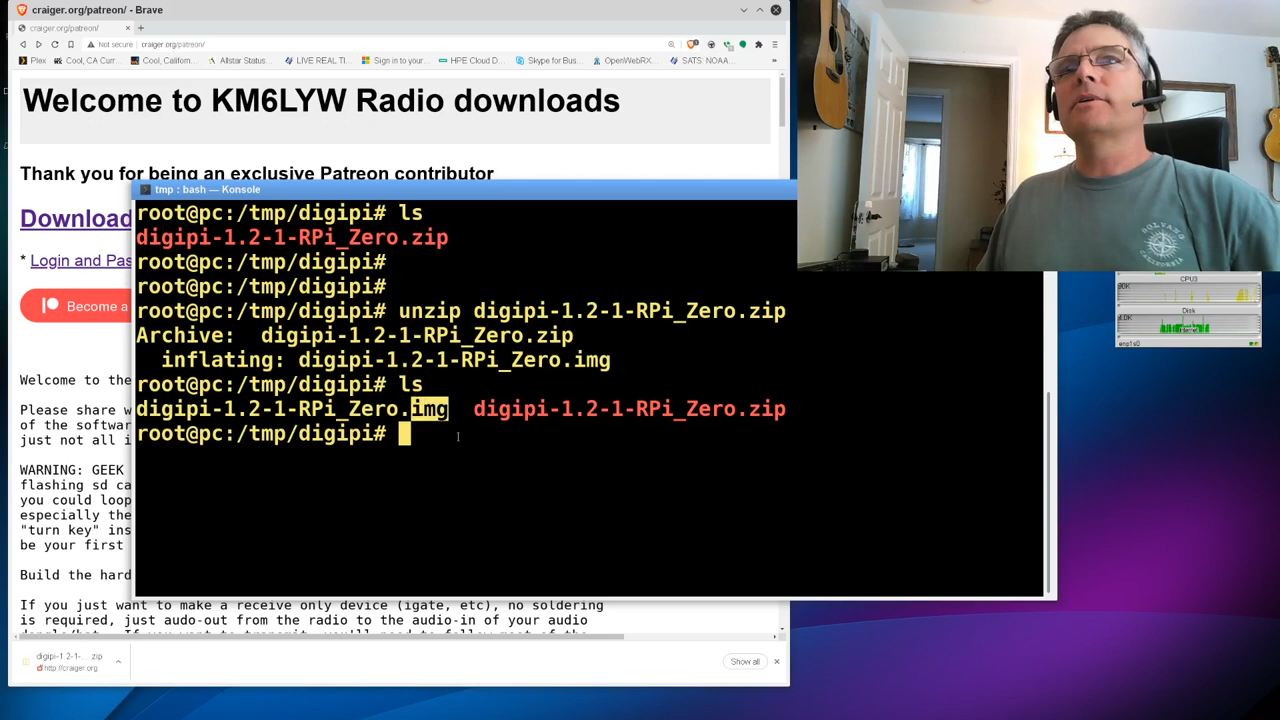 craiger.org/patreon/ - Brave
craiger.org/patreon/
Not secure craiger.org/patreon/
Plex Cool, CA Curr... Cool, Californ... Allstar Status... LIVE REAL TI... Sign in to your... HPE Cloud D... Skype for Bus... OpenWebRX... SATS: NOAA...
Welcome to KM6LYW Radio downloads
Thank you for being an exclusive Patreon contributor
Download
* Login and Pas
Become a
Welcome to the
Please share w
of the softwar
just not all i
WARNING: GEEK
flashing sd ca
you could loop
especially the
"turn key" ins
be your first
Build the hard
If you just want to make a receive only device (igate, etc), no soldering
is required, just audo-out from the radio to the audio-in of your audio
digipi-1.2-1-... .zip
http://craiger.org
Show all
tmp : bash — Konsole
root@pc:/tmp/digipi# ls
digipi-1.2-1-RPi_Zero.zip
root@pc:/tmp/digipi#
root@pc:/tmp/digipi#
root@pc:/tmp/digipi# unzip digipi-1.2-1-RPi_Zero.zip
Archive:  digipi-1.2-1-RPi_Zero.zip
  inflating: digipi-1.2-1-RPi_Zero.img
root@pc:/tmp/digipi# ls
digipi-1.2-1-RPi_Zero.img  digipi-1.2-1-RPi_Zero.zip
root@pc:/tmp/digipi#
SOLVANG
CALIFORNIA
CPU3
Disk
enp1s0